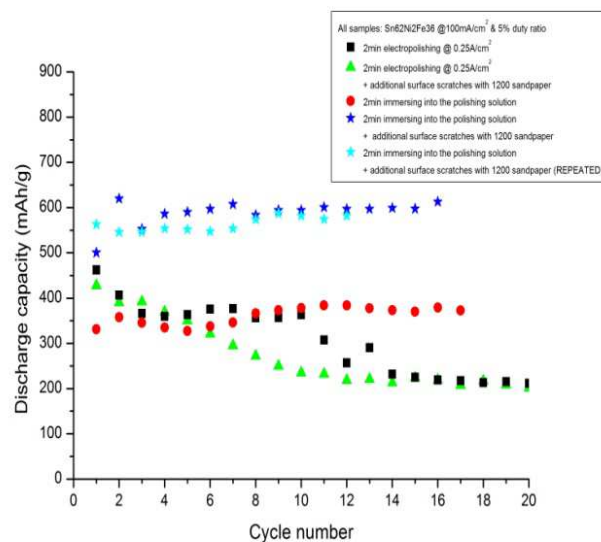 All samples: Sn62Ni2Fe36 @100mA/cm² & 5% duty ratio
2min electropolishing @ 0.25A/cm²
2min electropolishing @ 0.25A/cm²
+ additional surface scratches with 1200 sandpaper
2min immersing into the polishing solution
2min immersing into the polishing solution
+ additional surface scratches with 1200 sandpaper
2min immersing into the polishing solution
+ additional surface scratches with 1200 sandpaper (REPEATED
900
800
700
600
500
400
300
200
100
0
Discharge capacity (mAh/g)
0 2 4 6 8 10 12 14 16 18 20
Cycle number